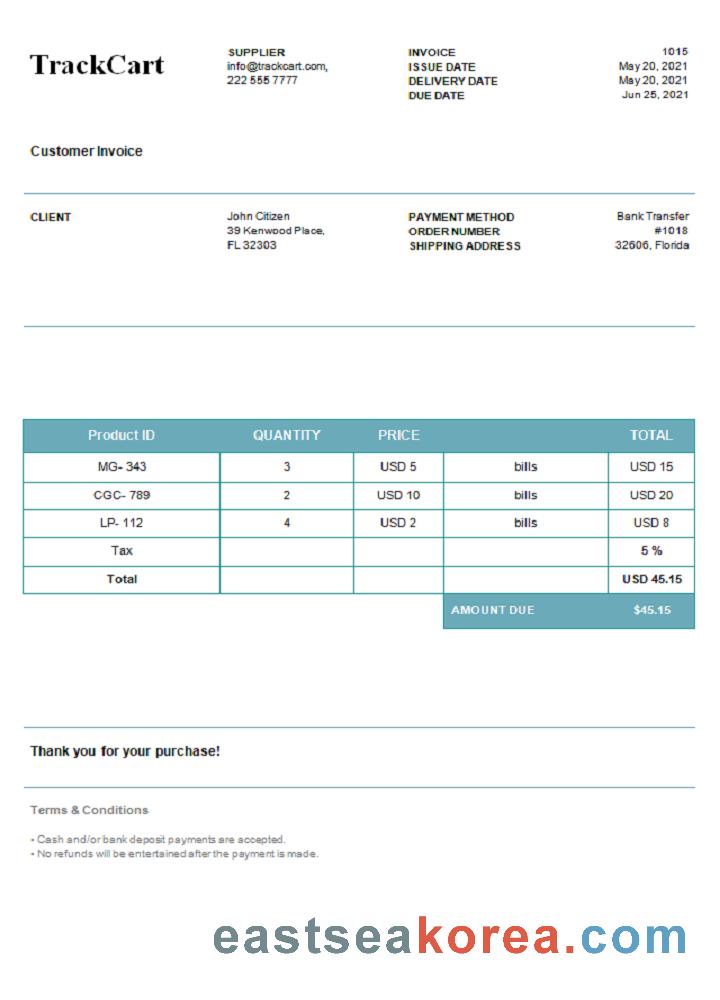 TrackCart
SUPPLIER
info@trackcart.com,
222 555 7777
INVOICE 1015
ISSUE DATE May 20, 2021
DELIVERY DATE May 20, 2021
DUE DATE Jun 25, 2021
Customer Invoice
CLIENT
John Citizen
39 Kenwood Place,
FL 32303
PAYMENT METHOD Bank Transfer
ORDER NUMBER #1018
SHIPPING ADDRESS 32606, Florida
Product ID QUANTITY PRICE TOTAL
MG- 343 3 USD 5 bills USD 15
CGC- 789 2 USD 10 bills USD 20
LP- 112 4 USD 2 bills USD 8
Tax 5 %
Total USD 45.15
AMOUNT DUE $45.15
Thank you for your purchase!
Terms & Conditions
• Cash and/or bank deposit payments are accepted.
• No refunds will be entertained after the payment is made.
eastseakorea.com